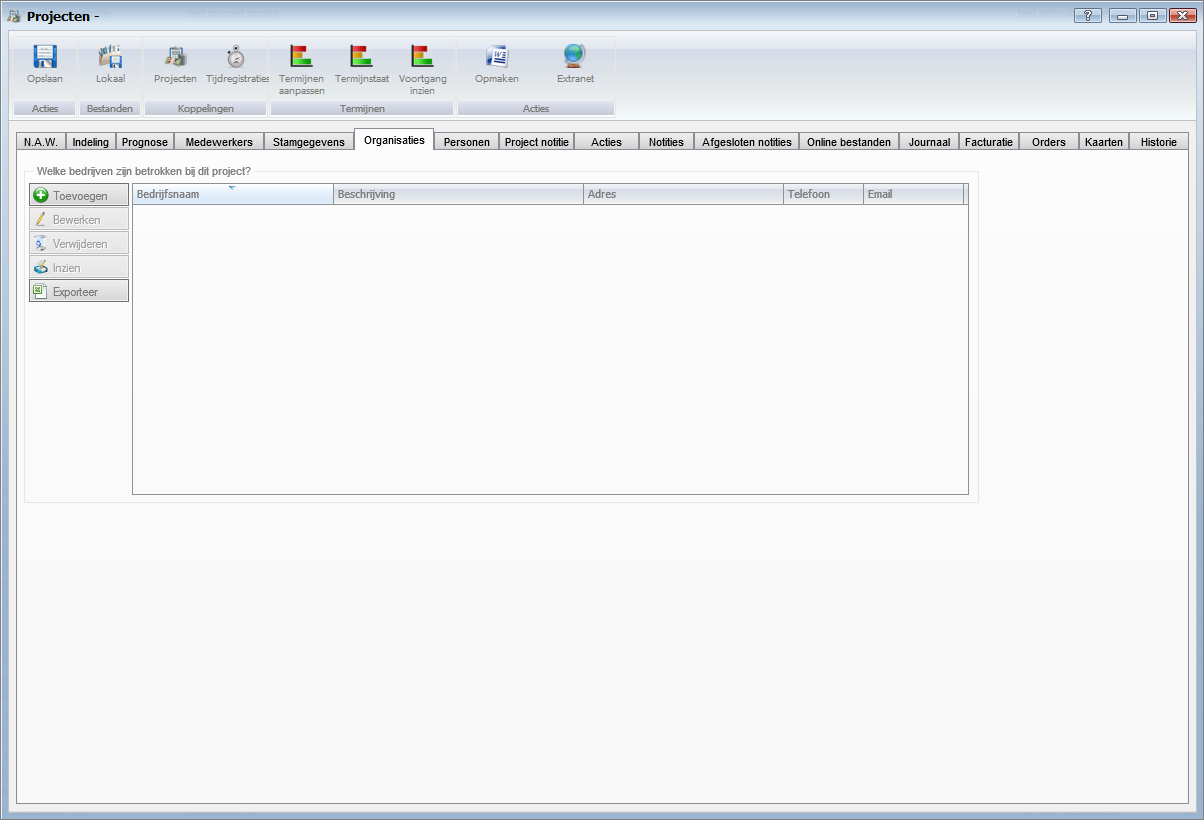 Projecten -
Opslaan
Lokaal
Projecten
Tijdregistraties
Termijnen aanpassen
Termijnstaat
Voortgang inzien
Opmaken
Extranet
Acties
Bestanden
Koppelingen
Termijnen
Acties
N.A.W. Indeling Prognose Medewerkers Stamgegevens Organisaties Personen Project notitie Acties Notities Afgesloten notities Online bestanden Journaal Facturatie Orders Kaarten Historie
Welke bedrijven zijn betrokken bij dit project?
Toevoegen
Bewerken
Verwijderen
Inzien
Exporteer
Bedrijfsnaam Beschrijving Adres Telefoon Email